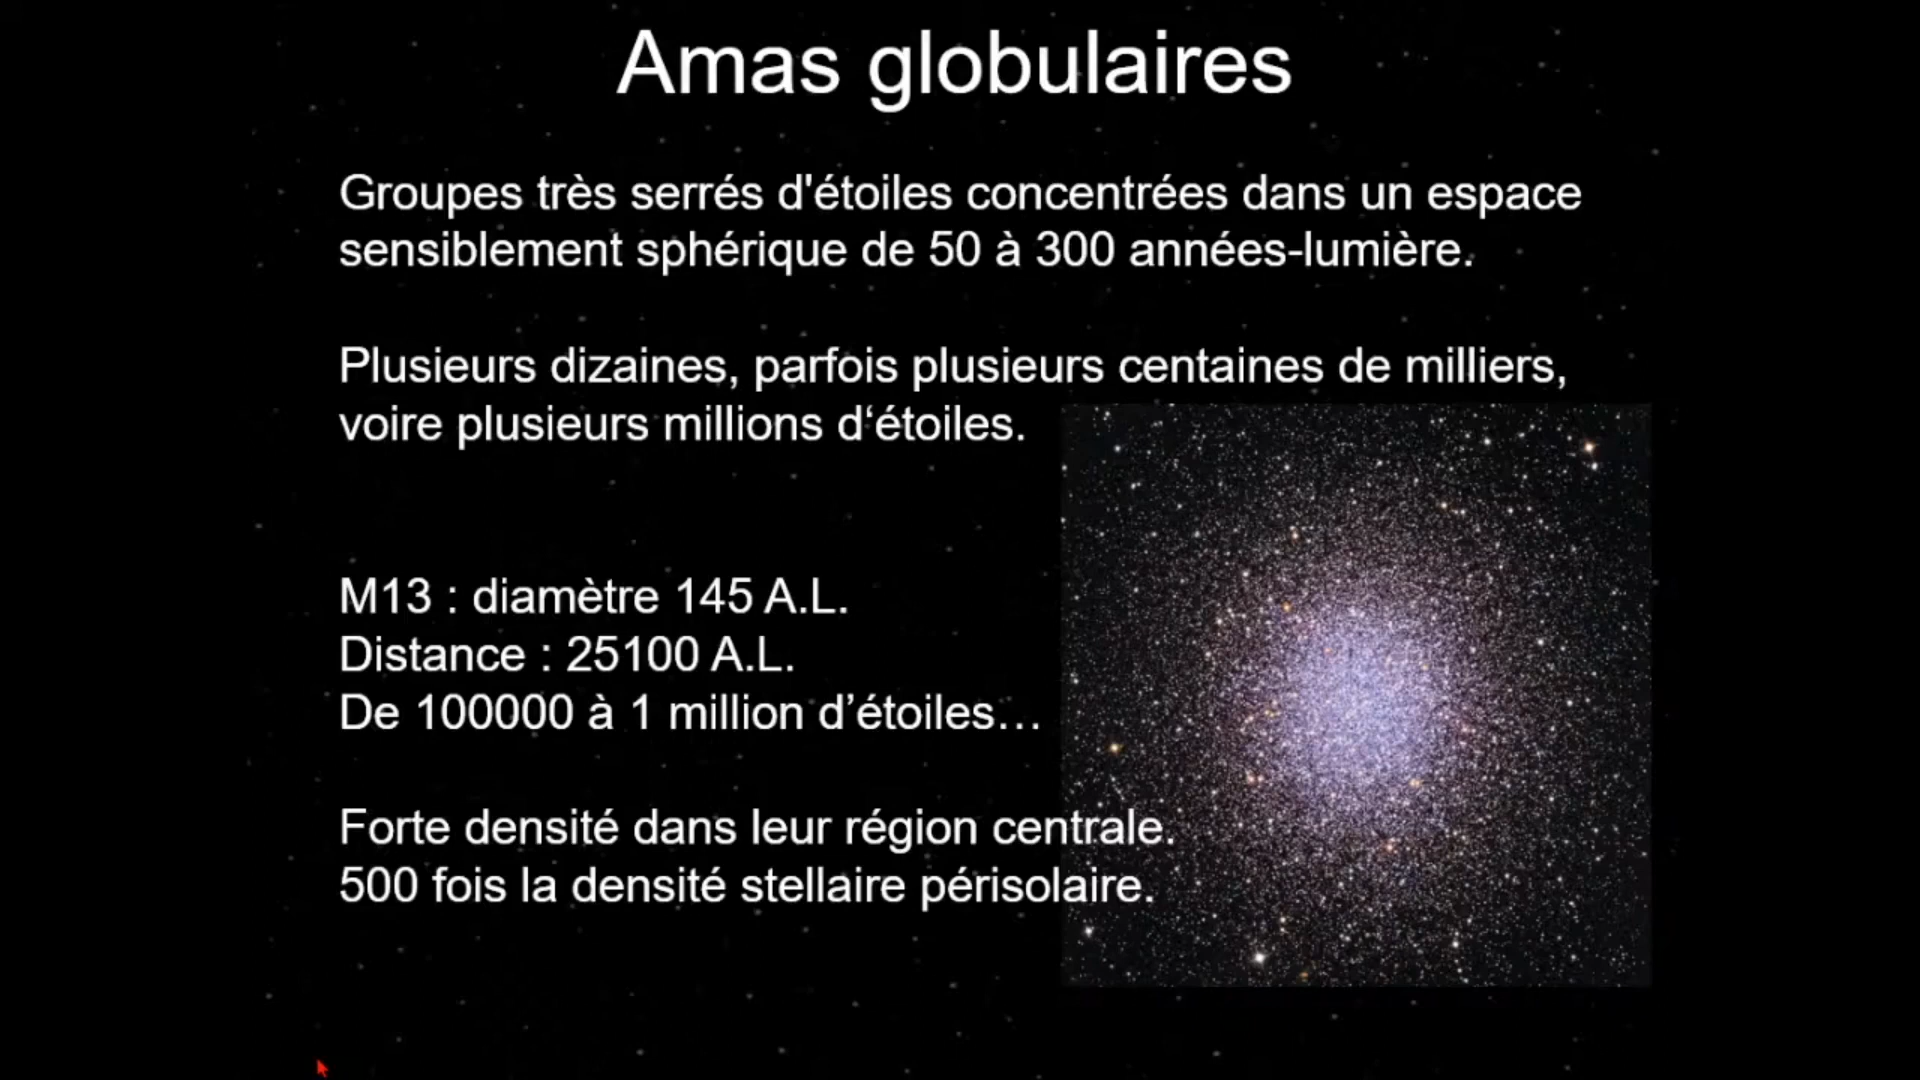 Amas globulaires
Groupes très serrés d'étoiles concentrées dans un espace
sensiblement sphérique de 50 à 300 années-lumière.
Plusieurs dizaines, parfois plusieurs centaines de milliers,
voire plusieurs millions d‘étoiles.
M13 : diamètre 145 A.L.
Distance : 25100 A.L.
De 100000 à 1 million d’étoiles…
Forte densité dans leur région centrale.
500 fois la densité stellaire périsolaire.